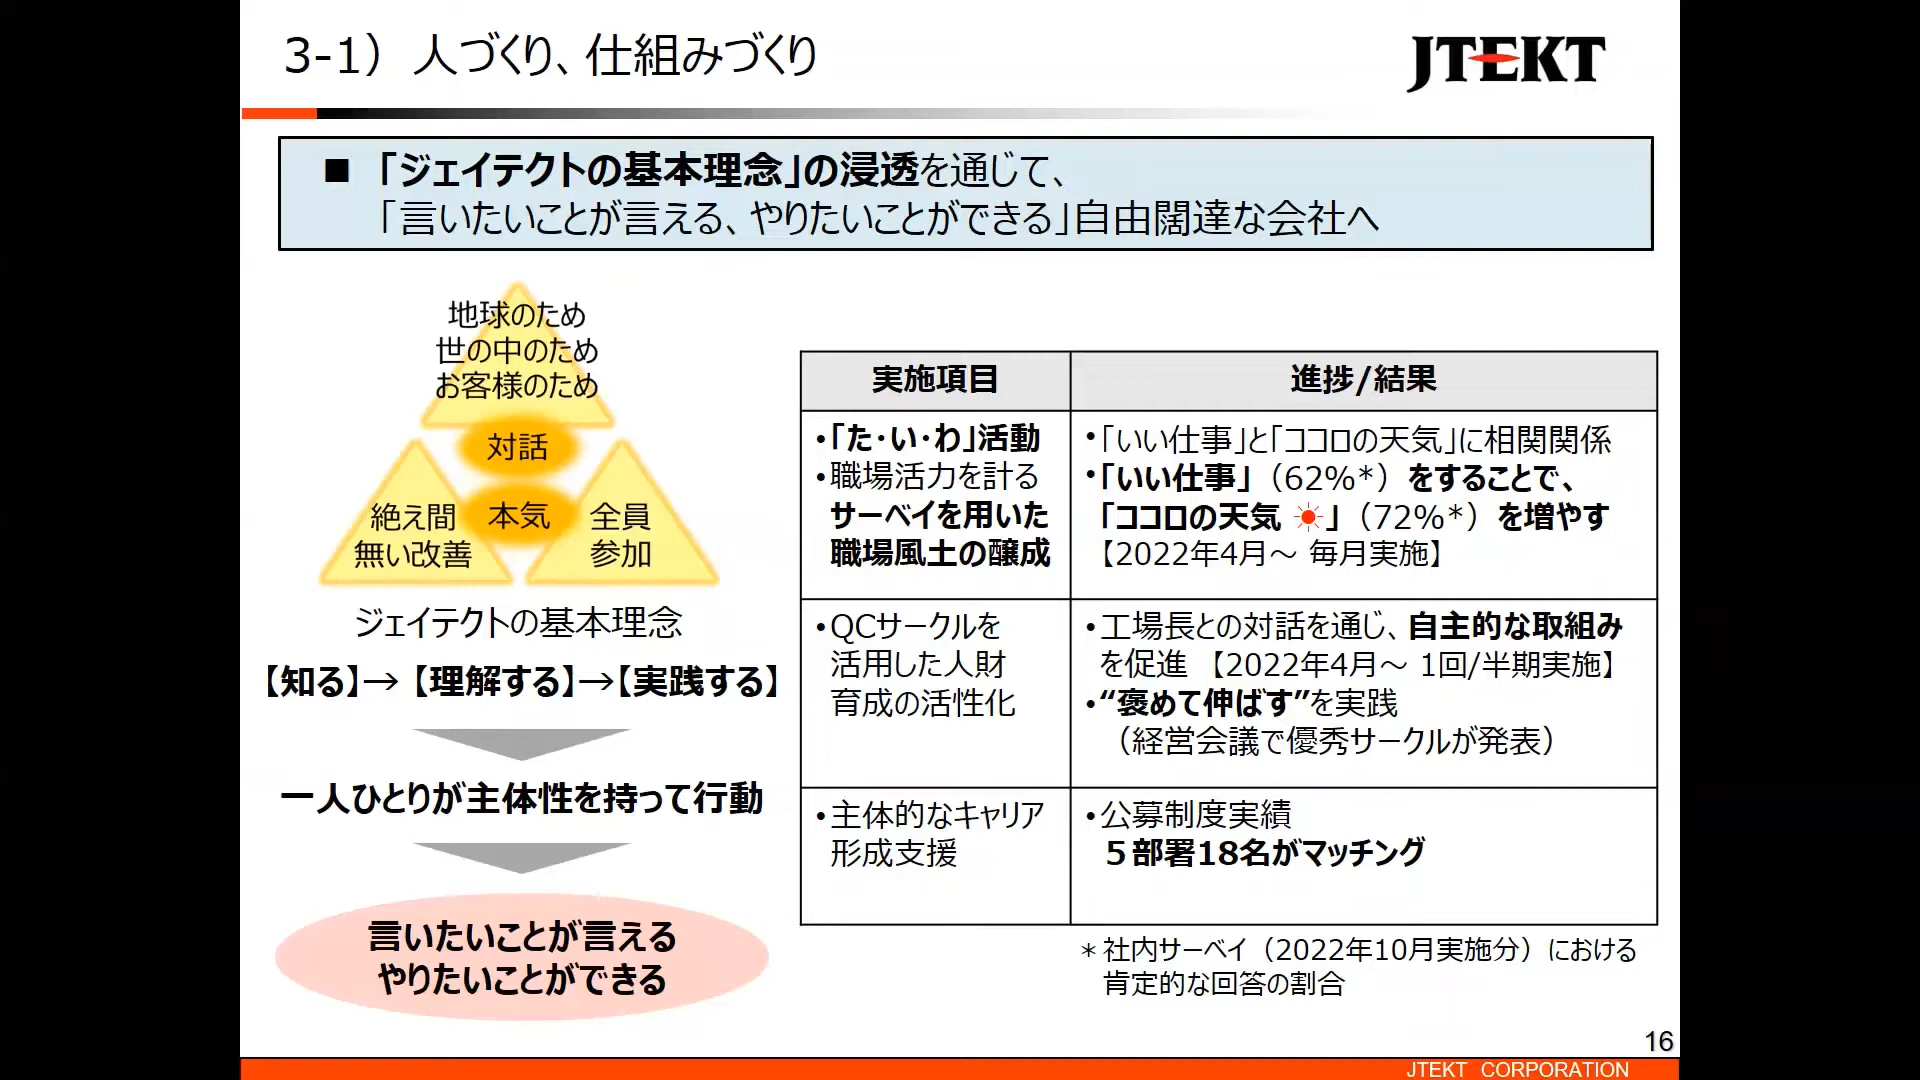 3-1）人づくり、仕組みづくり
JTEKT
■ 「ジェイテクトの基本理念」の浸透を通じて、
「言いたいことが言える、やりたいことができる」自由闊達な会社へ
地球のため
世の中のため
お客様のため
対話
本気
絶え間
無い改善
全員
参加
ジェイテクトの基本理念
【知る】→【理解する】→【実践する】
一人ひとりが主体性を持って行動
言いたいことが言える
やりたいことができる
実施項目
進捗/結果
・「た・い・わ」活動
・職場活力を計る
サーベイを用いた
職場風土の醸成
・「いい仕事」と「ココロの天気」に相関関係
・「いい仕事」（62%*）をすることで、
「ココロの天気☀」（72%*）を増やす
【2022年4月～ 毎月実施】
・QCサークルを
活用した人財
育成の活性化
・工場長との対話を通じ、自主的な取組み
を促進 【2022年4月～ 1回/半期実施】
・“褒めて伸ばす”を実践
（経営会議で優秀サークルが発表）
・主体的なキャリア
形成支援
・公募制度実績
５部署18名がマッチング
＊社内サーベイ（2022年10月実施分）における
肯定的な回答の割合
16
JTEKT CORPORATION